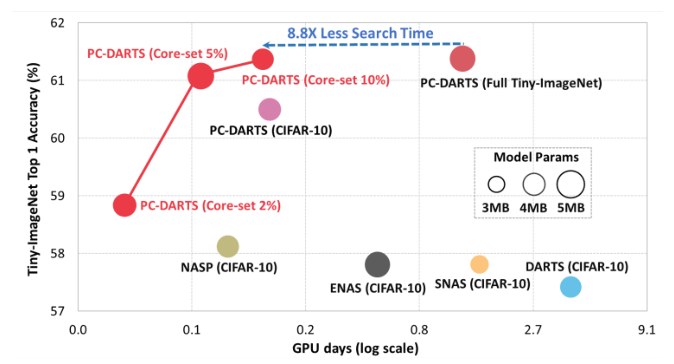 62
8.8X Less Search Time
PC-DARTS (Core-set 5%)
61
PC-DARTS (Core-set 10%)
PC-DARTS (Full Tiny-ImageNet)
PC-DARTS (CIFAR-10)
60
Model Params
3MB 4MB 5MB
59
PC-DARTS (Core-set 2%)
58
NASP (CIFAR-10)
ENAS (CIFAR-10)
SNAS (CIFAR-10)
DARTS (CIFAR-10)
57
Tiny-ImageNet Top 1 Accuracy (%)
0.0 0.1 0.2 0.8 2.7 9.1
GPU days (log scale)